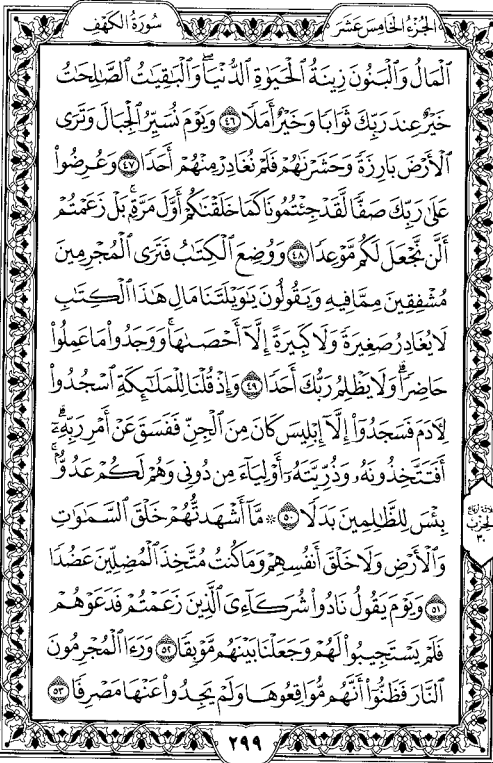 الجزء الخامس عشر
سورة الكهف
ٱلْمَالُ وَٱلْبَنُونَ زِينَةُ ٱلْحَيَوٰةِ ٱلدُّنْيَا ۖ وَٱلْبَٰقِيَٰتُ ٱلصَّٰلِحَٰتُ
خَيْرٌ عِندَ رَبِّكَ ثَوَابًا وَخَيْرٌ أَمَلًا ٤٦ وَيَوْمَ نُسَيِّرُ ٱلْجِبَالَ وَتَرَى
ٱلْأَرْضَ بَارِزَةً وَحَشَرْنَٰهُمْ فَلَمْ نُغَادِرْ مِنْهُمْ أَحَدًا ٤٧ وَعُرِضُوا۟
عَلَىٰ رَبِّكَ صَفًّا لَّقَدْ جِئْتُمُونَا كَمَا خَلَقْنَٰكُمْ أَوَّلَ مَرَّةٍۭ ۚ بَلْ زَعَمْتُمْ
أَلَّن نَّجْعَلَ لَكُم مَّوْعِدًا ٤٨ وَوُضِعَ ٱلْكِتَٰبُ فَتَرَى ٱلْمُجْرِمِينَ
مُشْفِقِينَ مِمَّا فِيهِ وَيَقُولُونَ يَٰوَيْلَتَنَا مَالِ هَٰذَا ٱلْكِتَٰبِ
لَا يُغَادِرُ صَغِيرَةً وَلَا كَبِيرَةً إِلَّآ أَحْصَىٰهَا ۚ وَوَجَدُوا۟ مَا عَمِلُوا۟
حَاضِرًا ۗ وَلَا يَظْلِمُ رَبُّكَ أَحَدًا ٤٩ وَإِذْ قُلْنَا لِلْمَلَٰٓئِكَةِ ٱسْجُدُوا۟
لِءَادَمَ فَسَجَدُوٓا۟ إِلَّآ إِبْلِيسَ كَانَ مِنَ ٱلْجِنِّ فَفَسَقَ عَنْ أَمْرِ رَبِّهِۦٓ ۗ
أَفَتَتَّخِذُونَهُۥ وَذُرِّيَّتَهُۥٓ أَوْلِيَآءَ مِن دُونِى وَهُمْ لَكُمْ عَدُوٌّۢ ۚ
بِئْسَ لِلظَّٰلِمِينَ بَدَلًا ٥٠ ۞ مَّآ أَشْهَدتُّهُمْ خَلْقَ ٱلسَّمَٰوَٰتِ
وَٱلْأَرْضِ وَلَا خَلْقَ أَنفُسِهِمْ وَمَا كُنتُ مُتَّخِذَ ٱلْمُضِلِّينَ عَضُدًا
٥١ وَيَوْمَ يَقُولُ نَادُوا۟ شُرَكَآءِىَ ٱلَّذِينَ زَعَمْتُمْ فَدَعَوْهُمْ
فَلَمْ يَسْتَجِيبُوا۟ لَهُمْ وَجَعَلْنَا بَيْنَهُم مَّوْبِقًا ٥٢ وَرَءَا ٱلْمُجْرِمُونَ
ٱلنَّارَ فَظَنُّوٓا۟ أَنَّهُم مُّوَاقِعُوهَا وَلَمْ يَجِدُوا۟ عَنْهَا مَصْرِفًا ٥٣
ثلاثة أرباع
الحزب
٣٠
٢٩٩